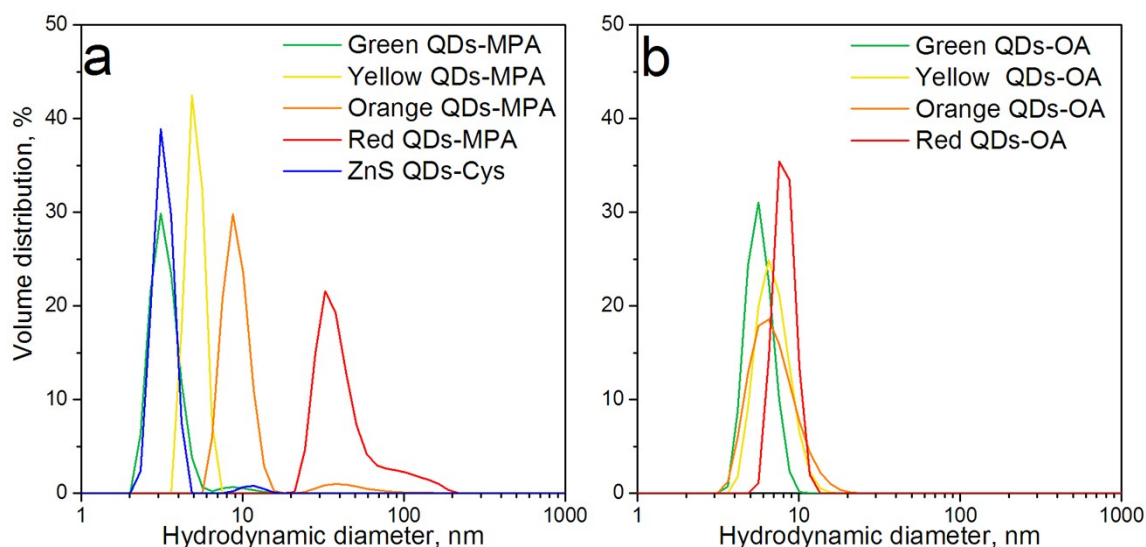 a
Green QDs-MPA
Yellow QDs-MPA
Orange QDs-MPA
Red QDs-MPA
ZnS QDs-Cys
Volume distribution, %
50
40
30
20
10
0
1
10
100
1000
Hydrodynamic diameter, nm
b
Green QDs-OA
Yellow QDs-OA
Orange QDs-OA
Red QDs-OA
50
40
30
20
10
0
1
10
100
1000
Hydrodynamic diameter, nm